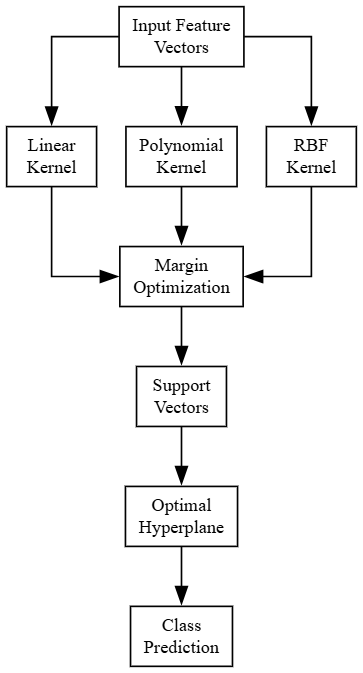 Input Feature
Vectors
Linear
Kernel
Polynomial
Kernel
RBF
Kernel
Margin
Optimization
Support
Vectors
Optimal
Hyperplane
Class
Prediction